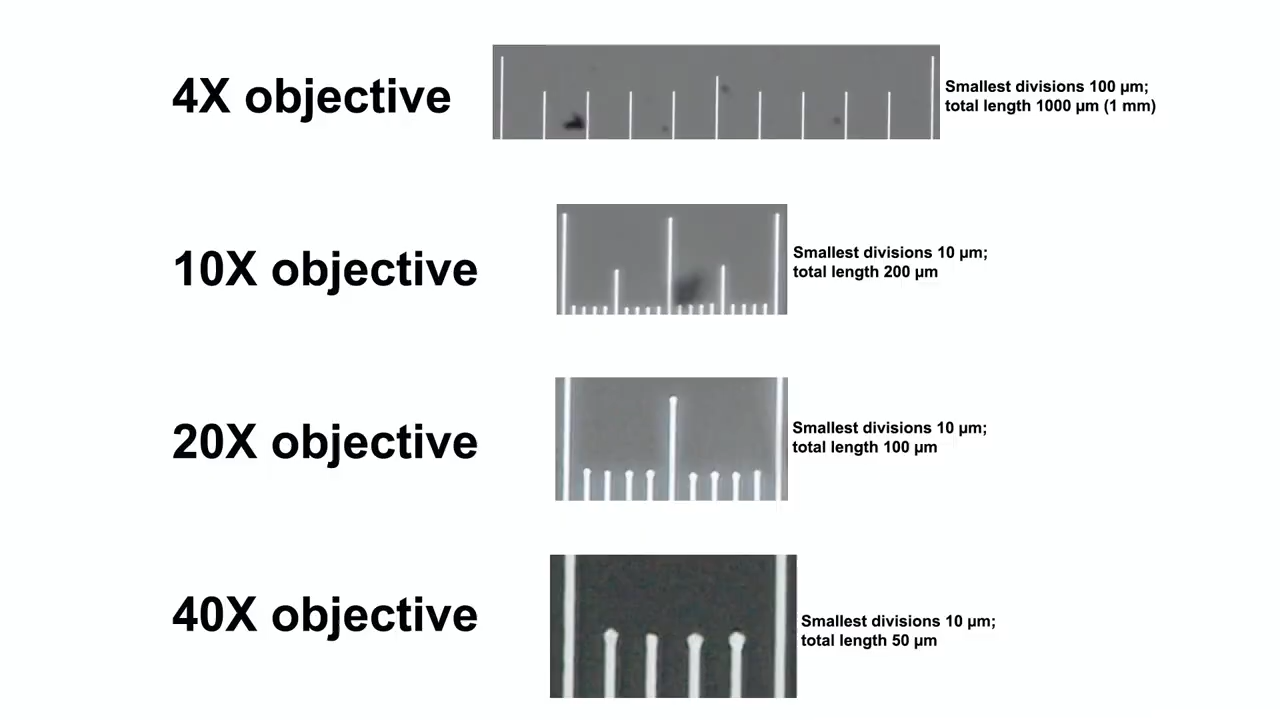 4X objective
Smallest divisions 100 µm;
total length 1000 µm (1 mm)
10X objective
Smallest divisions 10 µm;
total length 200 µm
20X objective
Smallest divisions 10 µm;
total length 100 µm
40X objective
Smallest divisions 10 µm;
total length 50 µm